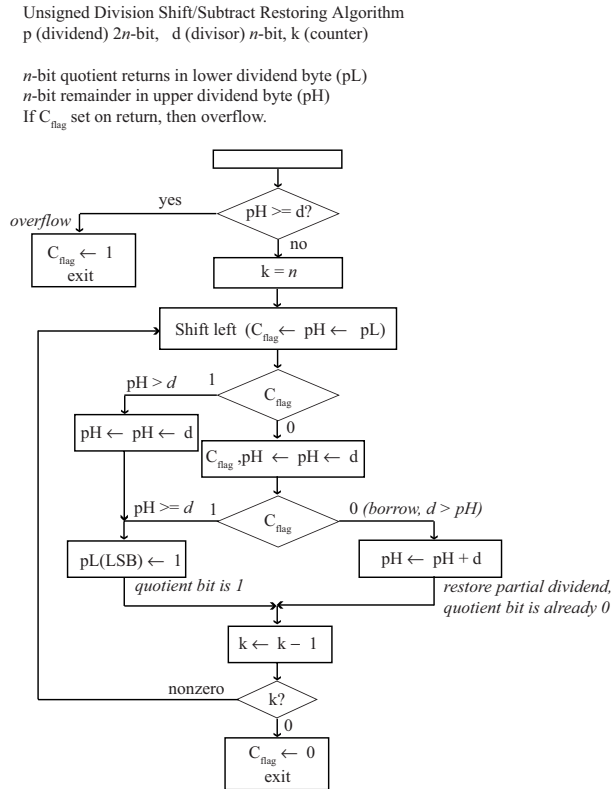 Unsigned Division Shift/Subtract Restoring Algorithm
p (dividend) 2n-bit, d (divisor) n-bit, k (counter)
n-bit quotient returns in lower dividend byte (pL)
n-bit remainder in upper dividend byte (pH)
If Cflag set on return, then overflow.
yes
pH >= d?
overflow
no
Cflag ← 1
exit
k = n
Shift left (Cflag ← pH ← pL)
pH > d
1
Cflag
0
pH ← pH ← d
Cflag ,pH ← pH ← d
pH >= d
1
Cflag
0 (borrow, d > pH)
pL(LSB) ← 1
pH ← pH + d
quotient bit is 1
restore partial dividend,
quotient bit is already 0
k ← k − 1
nonzero
k?
0
Cflag ← 0
exit